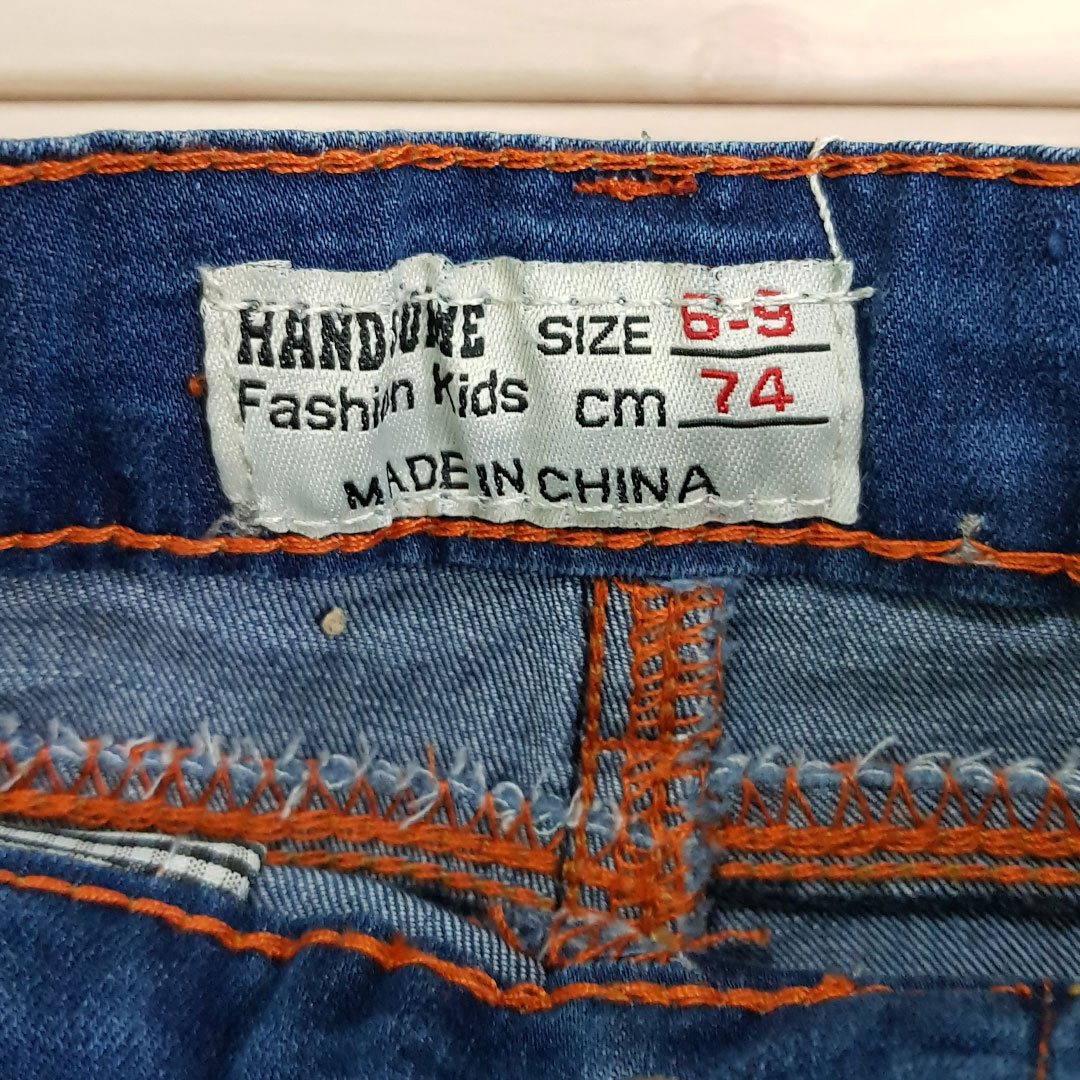 HANDSOME SIZE 6-9
Fashion Kids cm 74
MADE IN CHINA